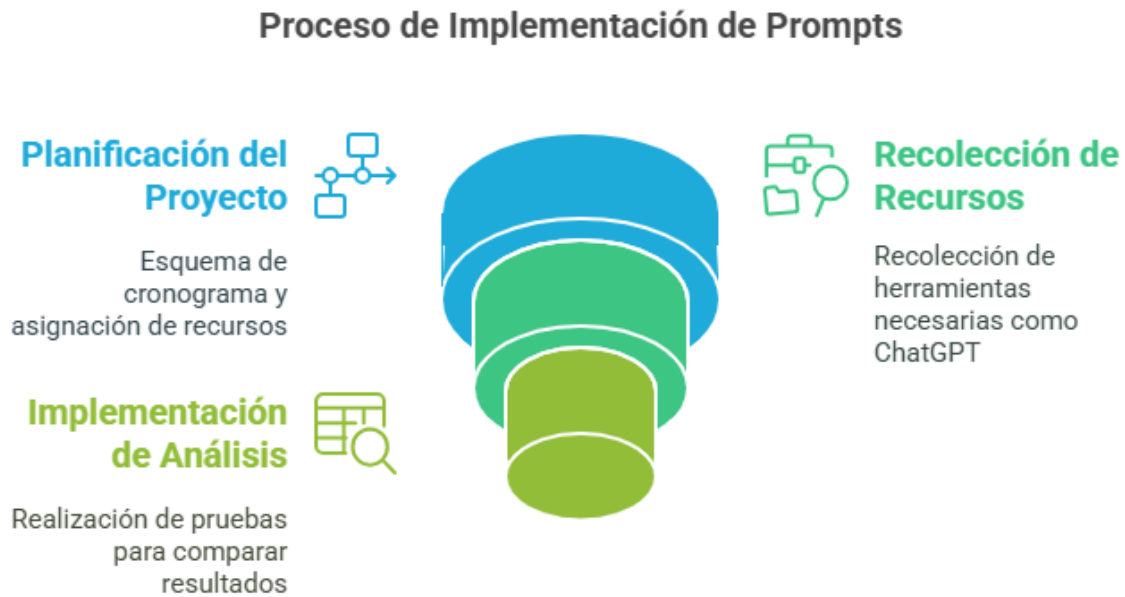 Proceso de Implementación de Prompts
Planificación del
Proyecto
Esquema de
cronograma y
asignación de recursos
Recolección de
Recursos
Recolección de
herramientas
necesarias como
ChatGPT
Implementación
de Análisis
Realización de pruebas
para comparar
resultados